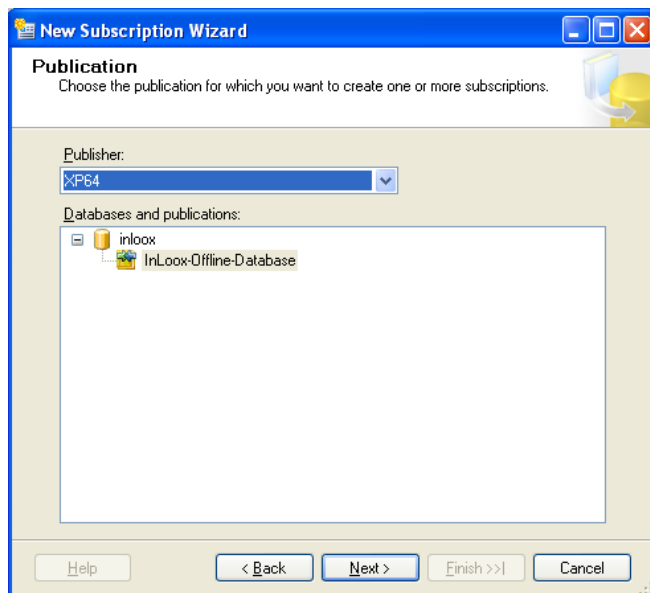 New Subscription Wizard
Publication
Choose the publication for which you want to create one or more subscriptions.
Publisher:
XP64
Databases and publications:
inloox
InLoox-Offline-Database
Help
< Back
Next >
Finish >>|
Cancel